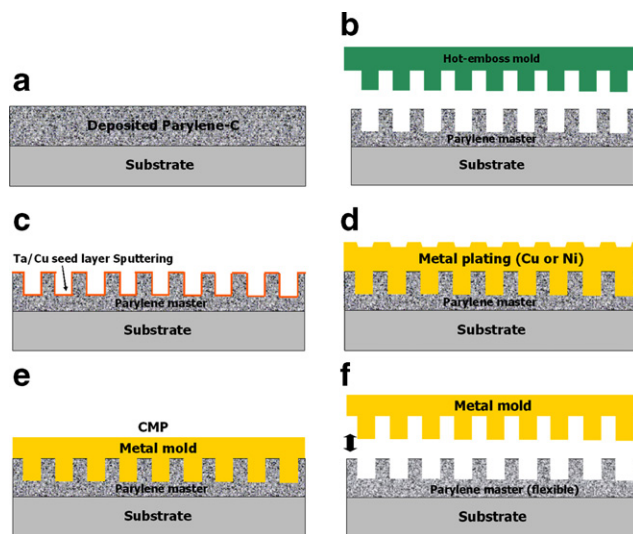 a
Deposited Parylene-C
Substrate
b
Hot-emboss mold
Parylene master
Substrate
c
Ta/Cu seed layer Sputtering
Parylene master
Substrate
d
Metal plating (Cu or Ni)
Parylene master
Substrate
e
CMP
Metal mold
Parylene master
Substrate
f
Metal mold
Parylene master (flexible)
Substrate